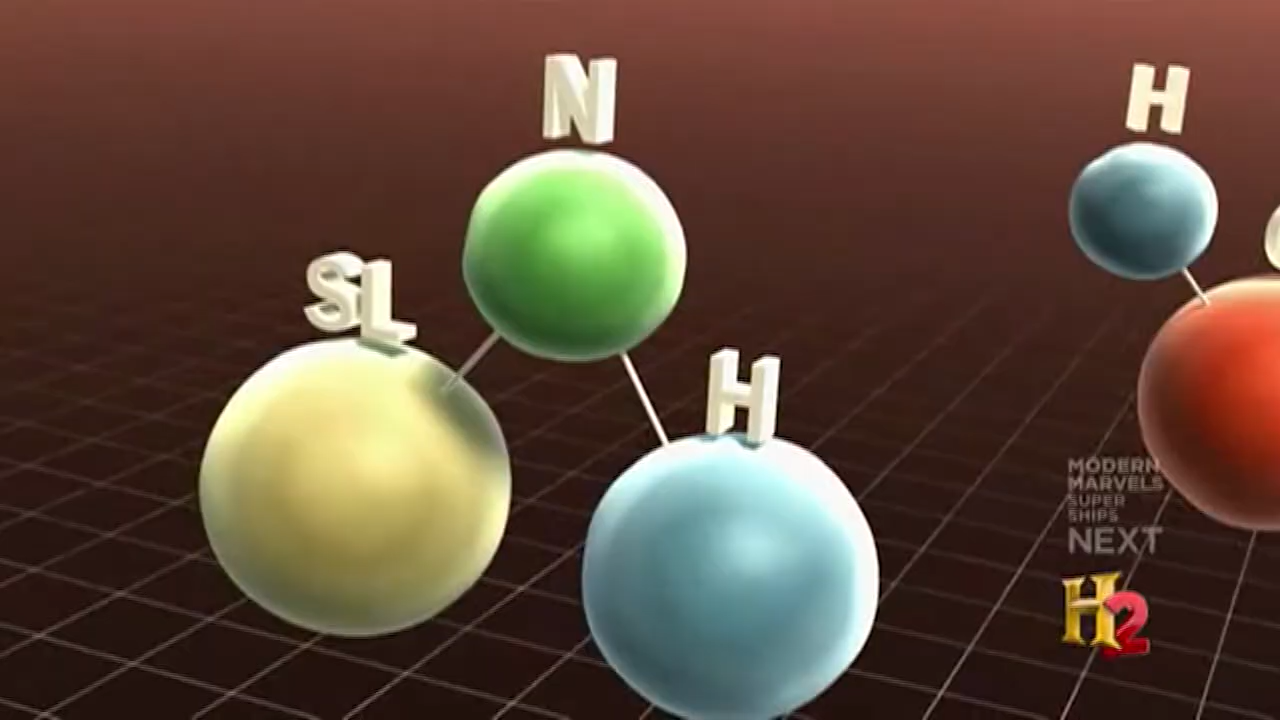 N
H
SL
H
MODERN
MARVELS
SUPER
SHIPS
NEXT
H2